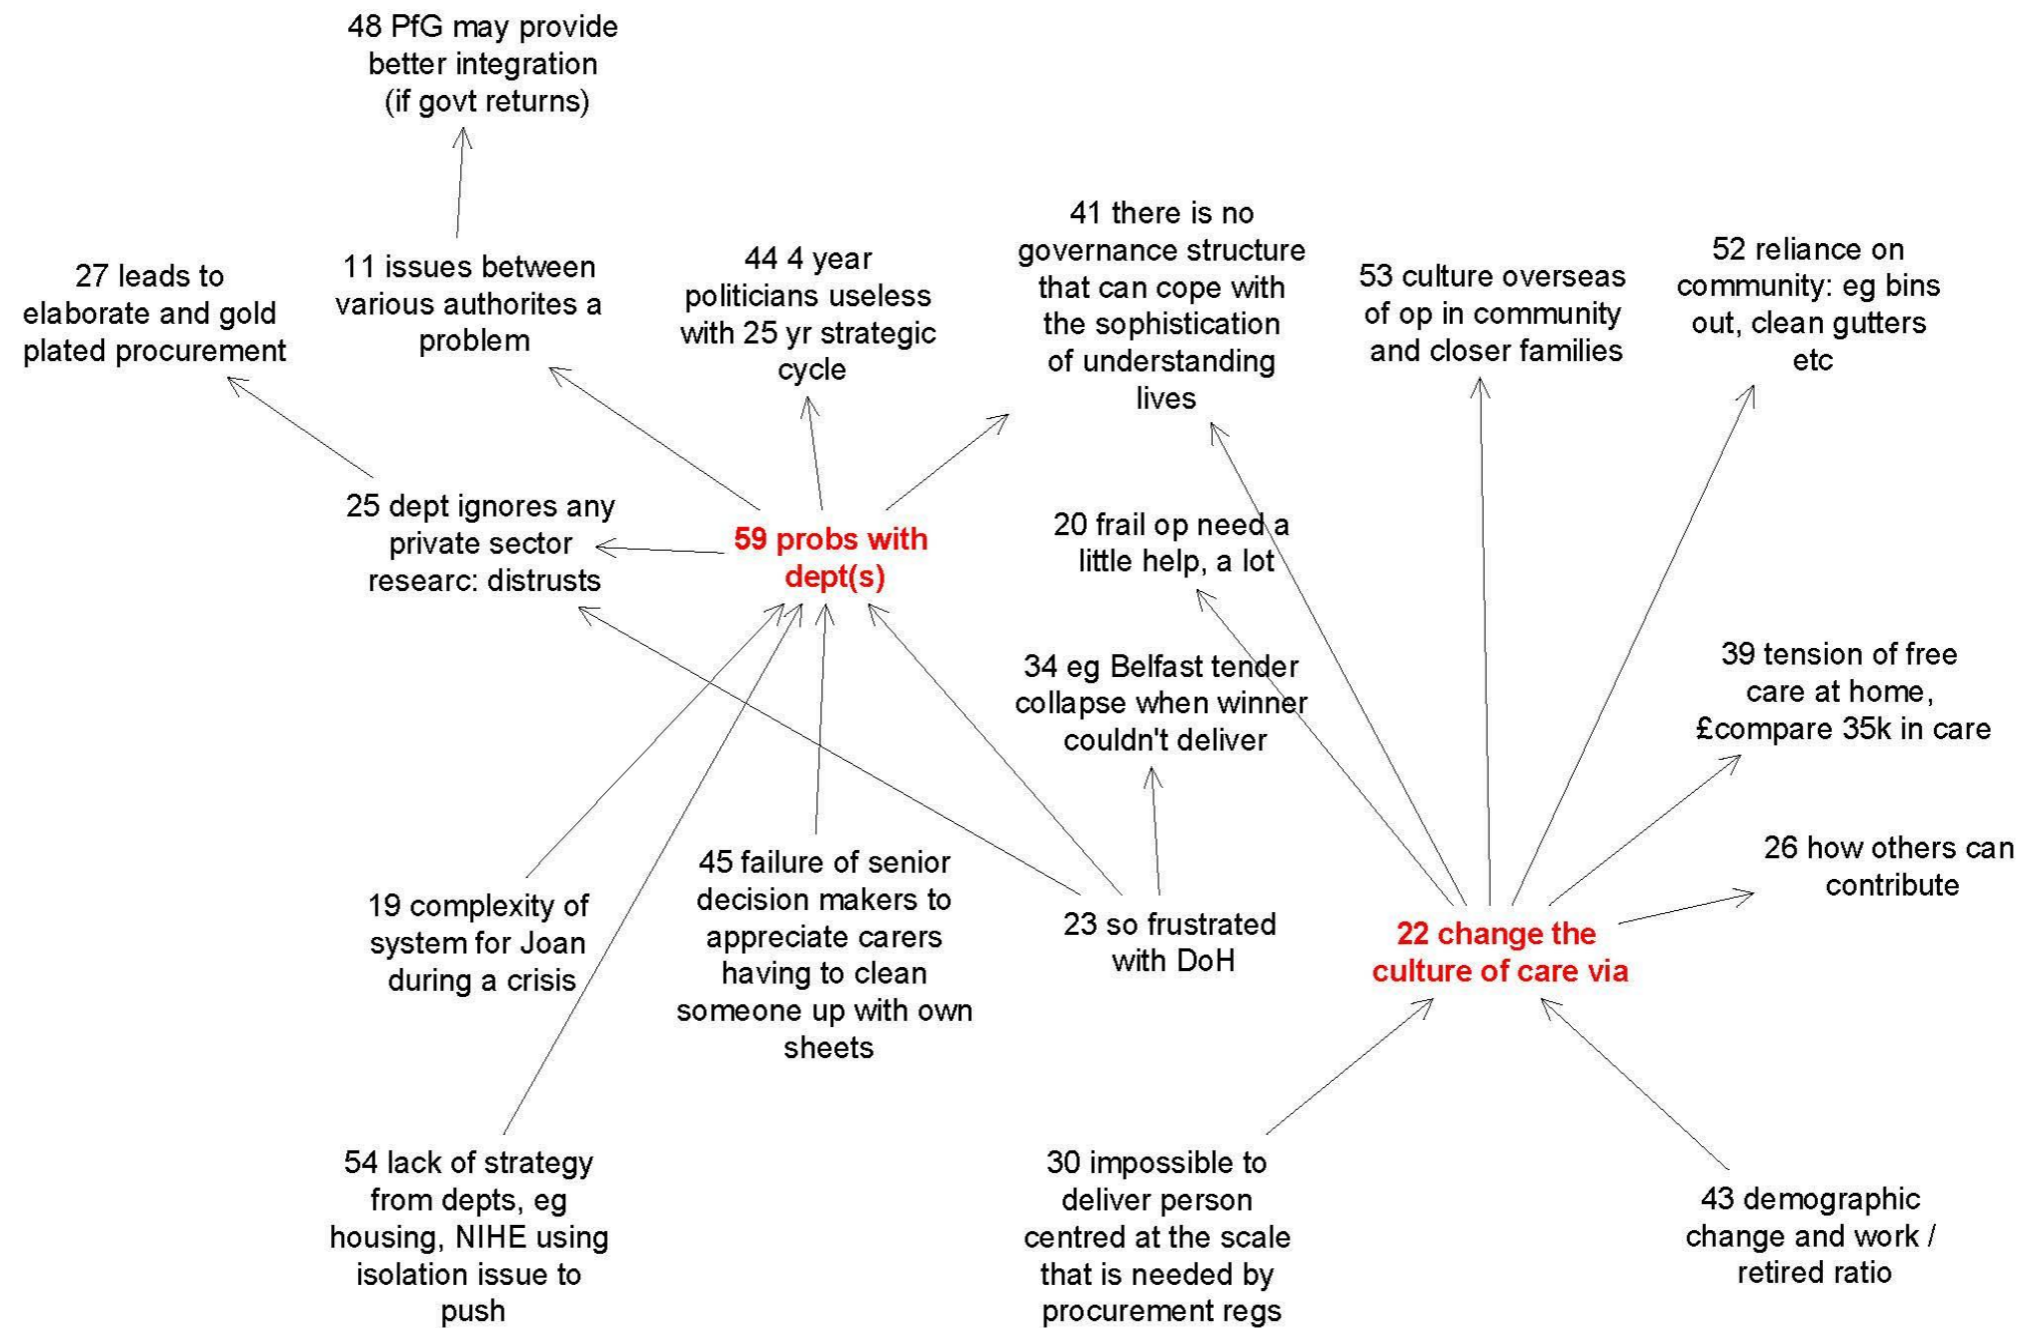 48 PfG may provide
better integration
(if govt returns)
27 leads to
elaborate and gold
plated procurement
11 issues between
various authorites a
problem
44 4 year
politicians useless
with 25 yr strategic
cycle
41 there is no
governance structure
that can cope with
the sophistication
of understanding
lives
53 culture overseas
of op in community
and closer families
52 reliance on
community: eg bins
out, clean gutters
etc
25 dept ignores any
private sector
researc: distrusts
59 probs with
dept(s)
20 frail op need a
little help, a lot
34 eg Belfast tender
collapse when winner
couldn't deliver
39 tension of free
care at home,
£compare 35k in care
26 how others can
contribute
19 complexity of
system for Joan
during a crisis
45 failure of senior
decision makers to
appreciate carers
having to clean
someone up with own
sheets
23 so frustrated
with DoH
22 change the
culture of care via
54 lack of strategy
from depts, eg
housing, NIHE using
isolation issue to
push
30 impossible to
deliver person
centred at the scale
that is needed by
procurement regs
43 demographic
change and work /
retired ratio